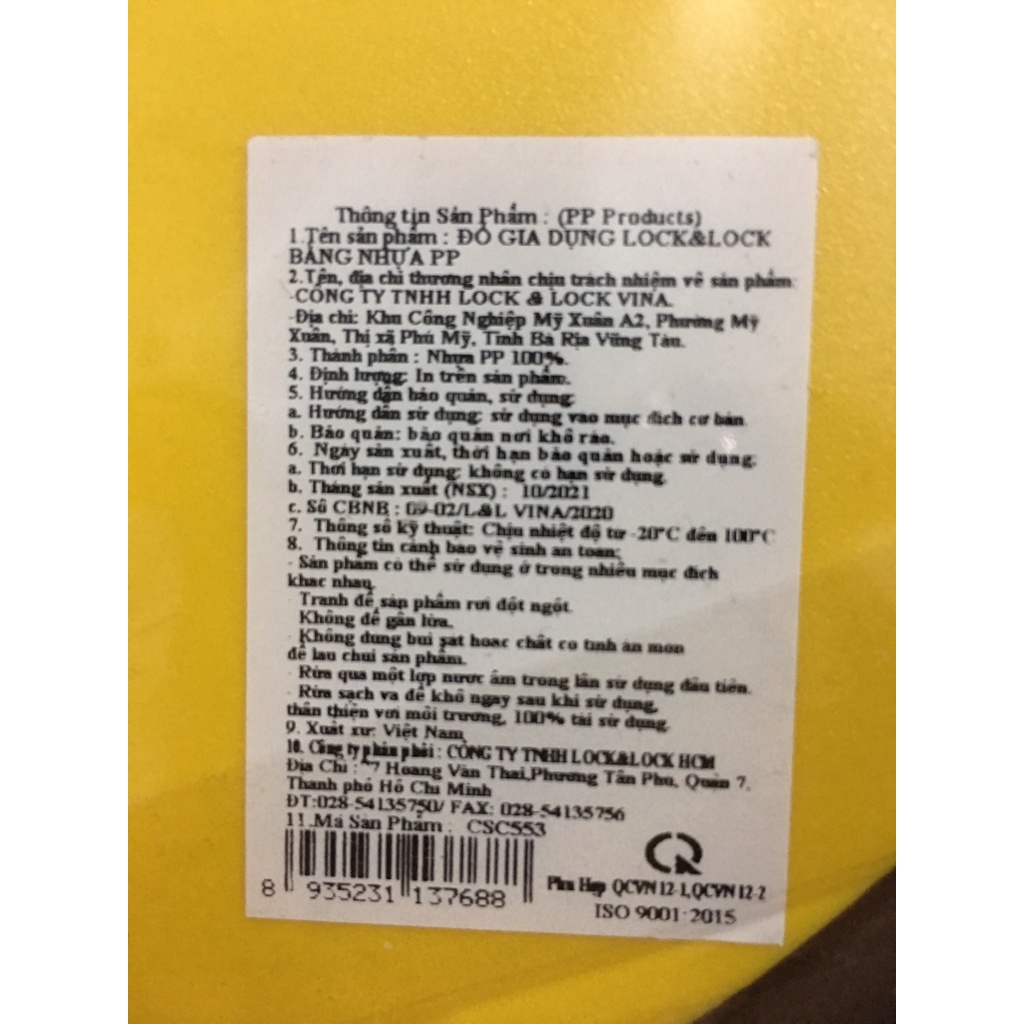 Thông tin Sản Phẩm : (PP Products)
1.Tên sản phẩm : ĐỒ GIA DỤNG LOCK&LOCK
BẰNG NHỰA PP
2.Tên, địa chỉ thương nhân chịu trách nhiệm về sản phẩm:
-CÔNG TY TNHH LOCK & LOCK VINA.
-Địa chỉ: Khu Công Nghiệp Mỹ Xuân A2, Phường Mỹ
Xuân, Thị xã Phú Mỹ, Tỉnh Bà Rịa Vũng Tàu.
3. Thành phần : Nhựa PP 100%.
4. Định lượng: In trên sản phẩm.
5. Hướng dẫn bảo quản, sử dụng:
a. Hướng dẫn sử dụng: sử dụng vào mục đích cơ bản.
b. Bảo quản: bảo quản nơi khô ráo.
6. Ngày sản xuất, thời hạn bảo quản hoặc sử dụng:
a. Thời hạn sử dụng: không có hạn sử dụng.
b. Tháng sản xuất (NSX) : 10/2021
c. Số CBNB : 09-02/L&L VINA/2020
7. Thông số kỹ thuật: Chịu nhiệt độ từ -20°C đến 100°C
8. Thông tin cảnh báo vệ sinh an toàn:
- Sản phẩm có thể sử dụng ở trong nhiều mục đích
khác nhau.
- Tránh để sản phẩm rơi đột ngột.
- Không để gần lửa.
- Không dùng bùi sắt hoặc chất có tính ăn mòn
để lau chùi sản phẩm.
- Rửa qua một lớp nước ấm trong lần sử dụng đầu tiên.
- Rửa sạch và để khô ngay sau khi sử dụng,
thân thiện với môi trường, 100% tái sử dụng.
9. Xuất xứ: Việt Nam
10. Công ty phân phối : CÔNG TY TNHH LOCK&LOCK HCM
Địa Chỉ : 7 Hoàng Văn Thái,Phường Tân Phú, Quận 7,
Thành phố Hồ Chí Minh
ĐT:028-54135750/ FAX: 028-54135756
11.Mã Sản Phẩm : CSC553
8 935231 137688
Phù Hợp QCVN 12-1,QCVN 12-2
ISO 9001:2015